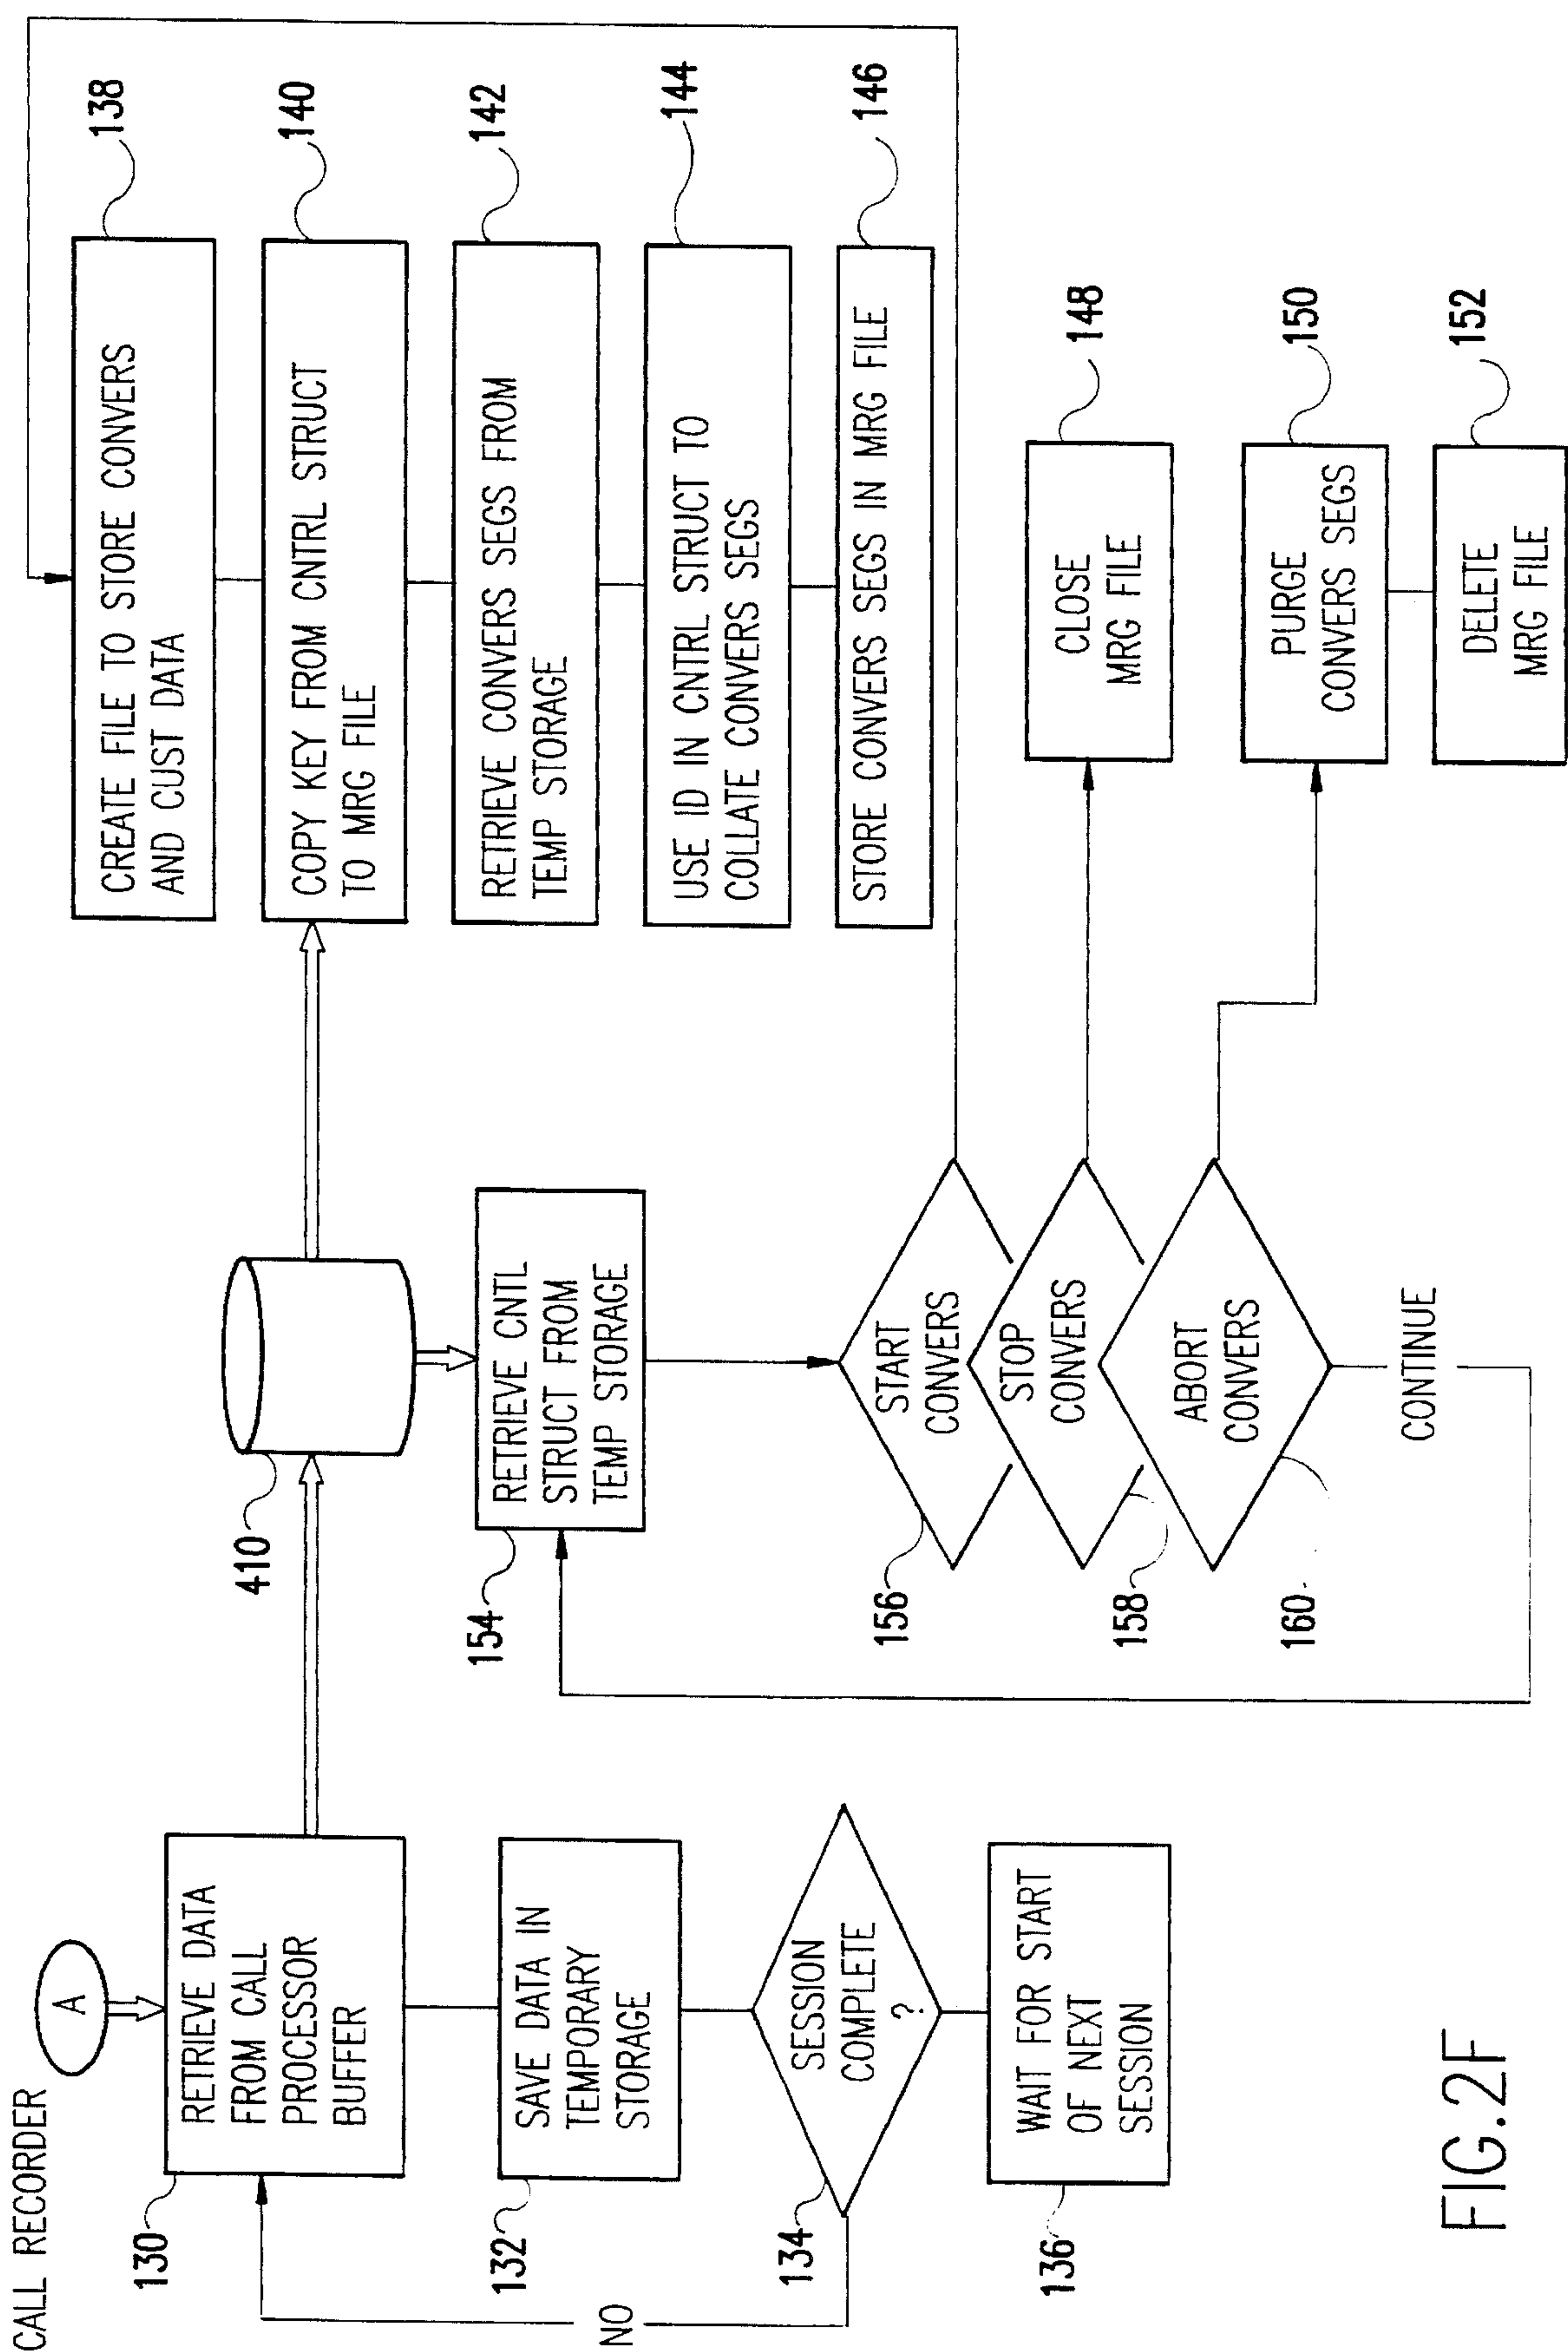 CALL RECORDER
A
RETRIEVE DATA
FROM CALL
PROCESSOR
BUFFER
130
SAVE DATA IN
TEMPORARY
STORAGE
132
SESSION
COMPLETE
?
134
NO
WAIT FOR START
OF NEXT
SESSION
136
410
RETRIEVE CNTL
STRUCT FROM
TEMP STORAGE
154
START
CONVERS
156
STOP
CONVERS
158
ABORT
CONVERS
160
CONTINUE
CREATE FILE TO STORE CONVERS
AND CUST DATA
138
COPY KEY FROM CNTRL STRUCT
TO MRG FILE
140
RETRIEVE CONVERS SEGS FROM
TEMP STORAGE
142
USE ID IN CNTRL STRUCT TO
COLLATE CONVERS SEGS
144
STORE CONVERS SEGS IN MRG FILE
146
CLOSE
MRG FILE
148
PURGE
CONVERS SEGS
150
DELETE
MRG FILE
152
FIG.2F